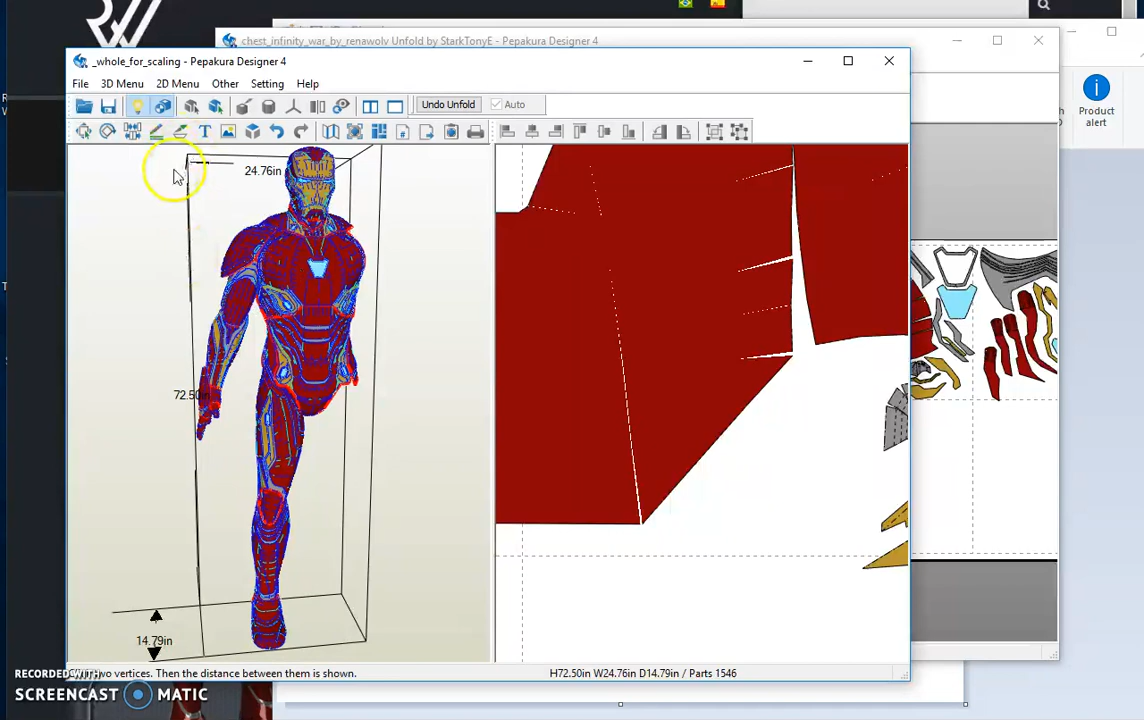 chest_infinity_war_by_renawolv Unfold by StarkTonyE - Pepakura Designer 4
_whole_for_scaling - Pepakura Designer 4
File 3D Menu 2D Menu Other Setting Help
Undo Unfold Auto
Product
alert
24.76in
72.50in
14.79in
two vertices. Then the distance between them is shown.
H72.50in W24.76in D14.79in / Parts 1546
RECORDED WITH
SCREENCAST MATIC